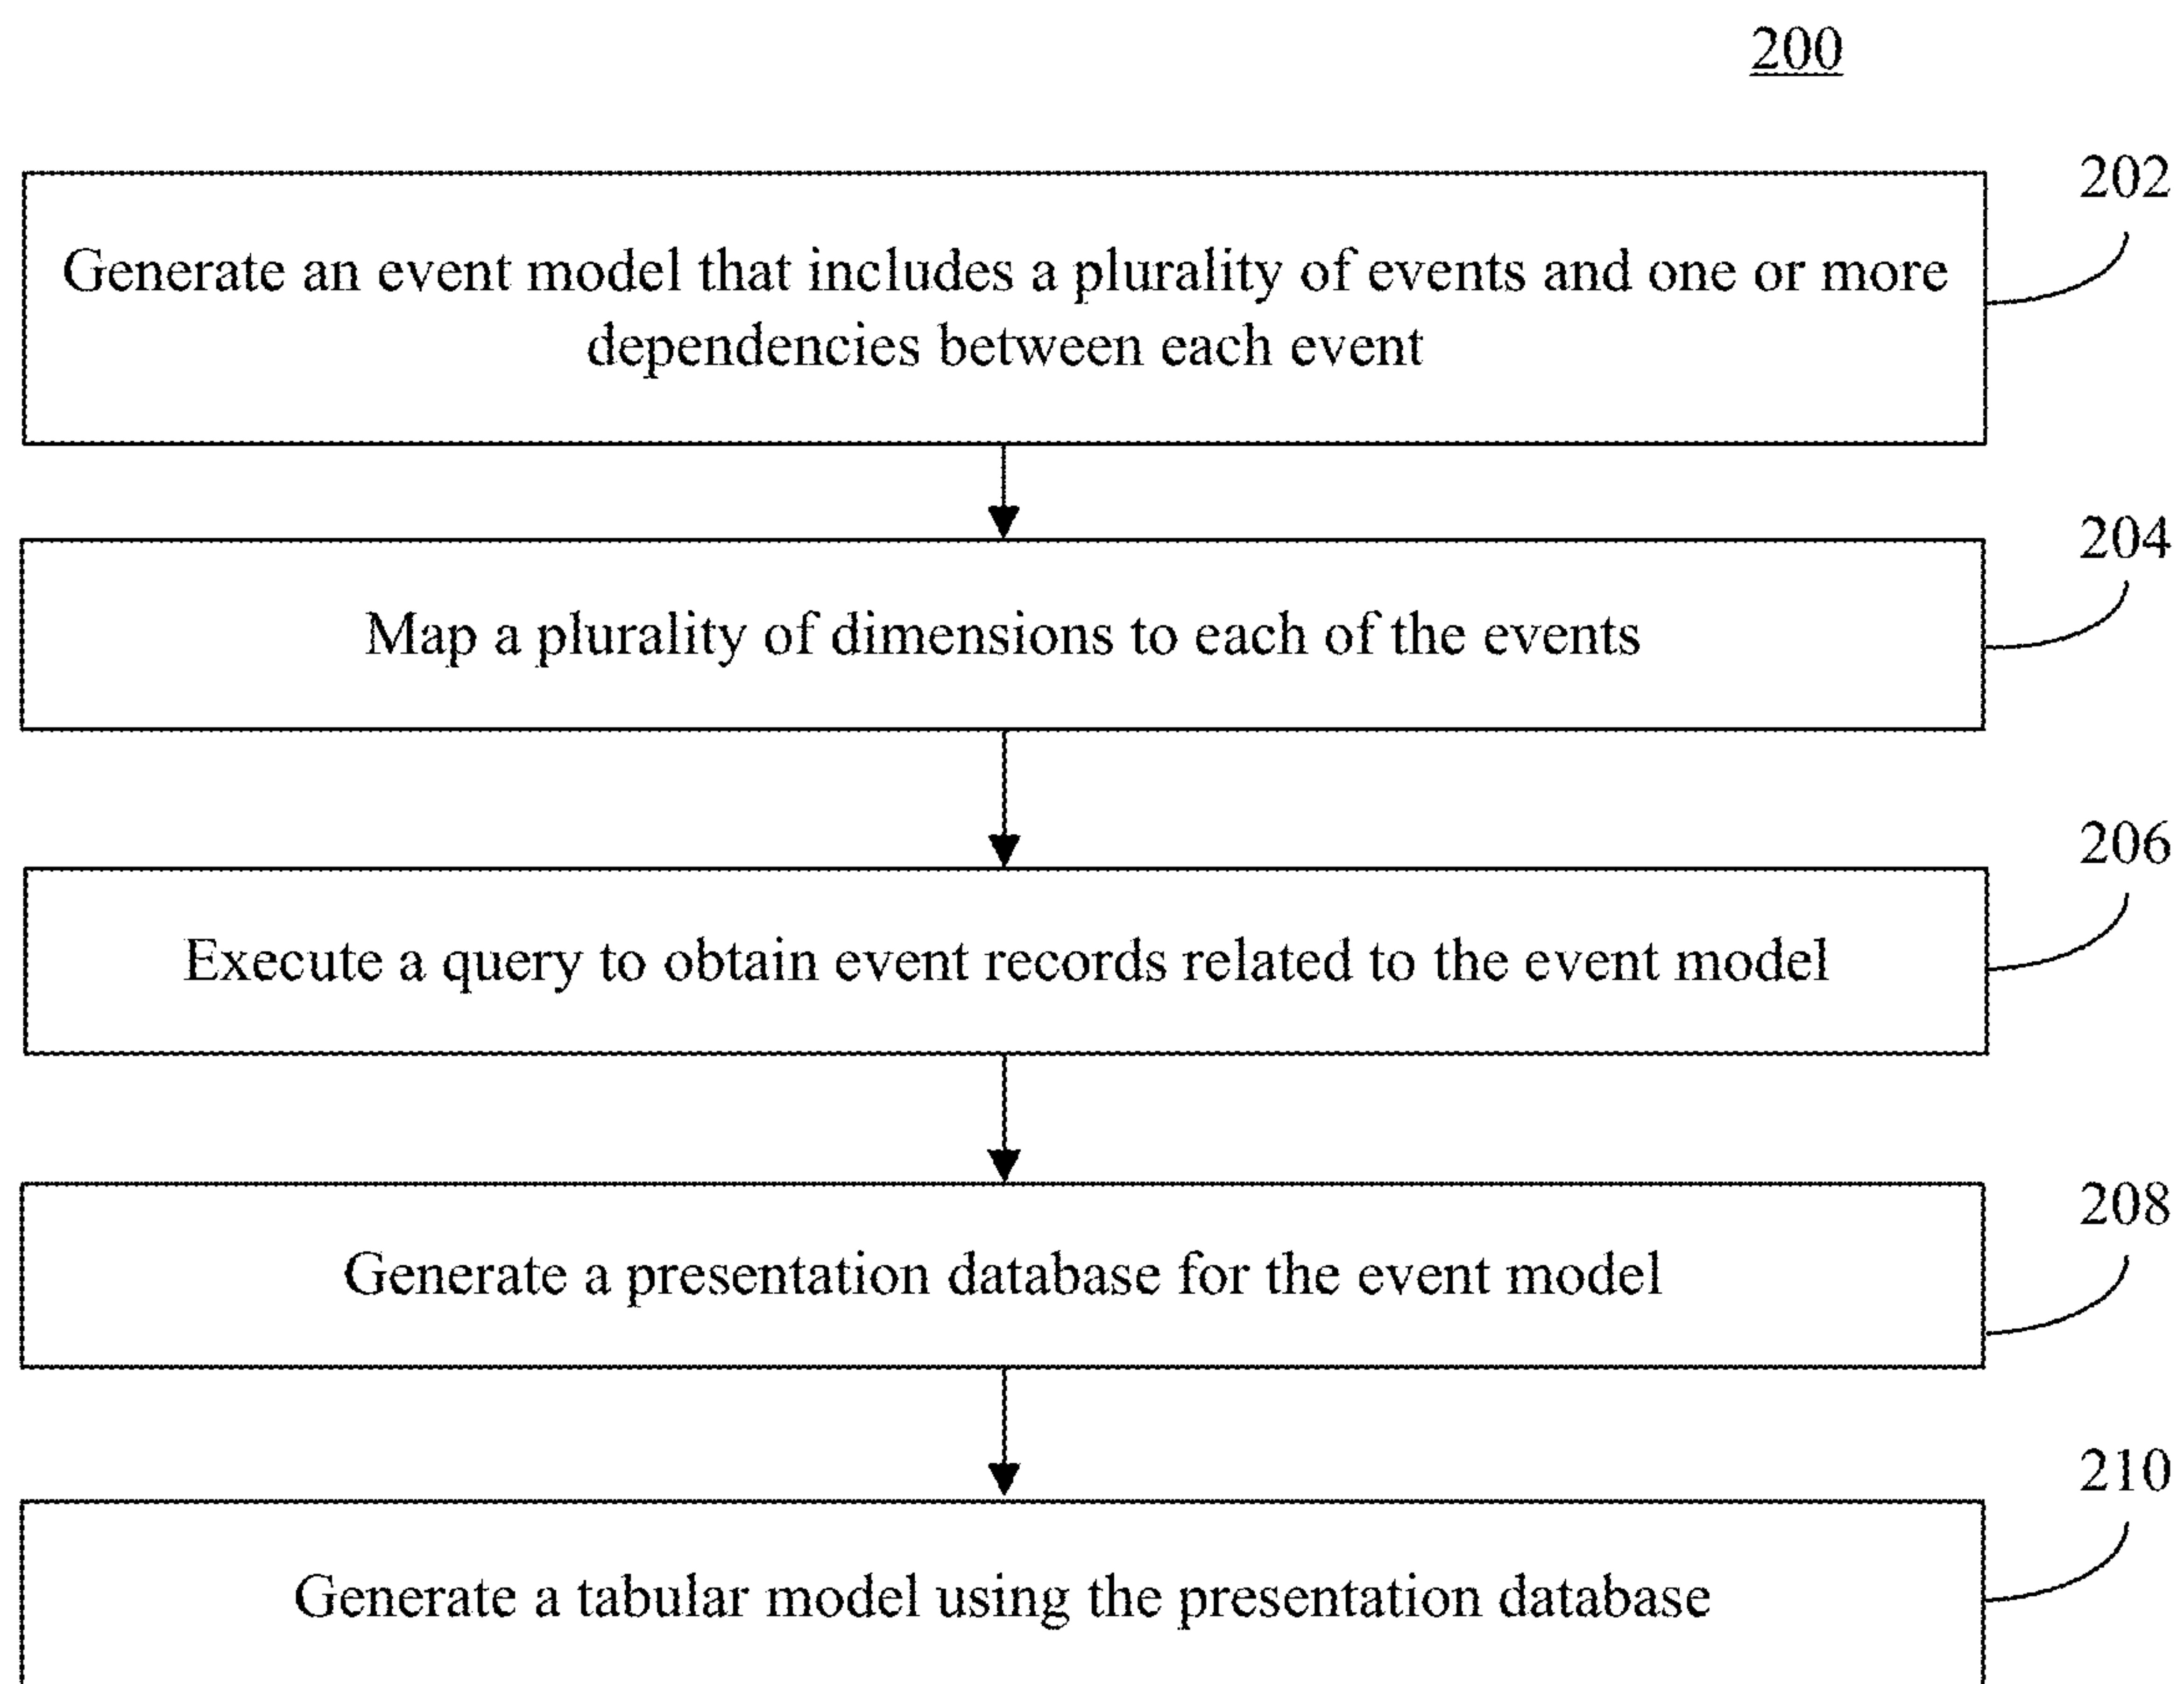 200
202
Generate an event model that includes a plurality of events and one or more
dependencies between each event
204
Map a plurality of dimensions to each of the events
206
Execute a query to obtain event records related to the event model
208
Generate a presentation database for the event model
210
Generate a tabular model using the presentation database